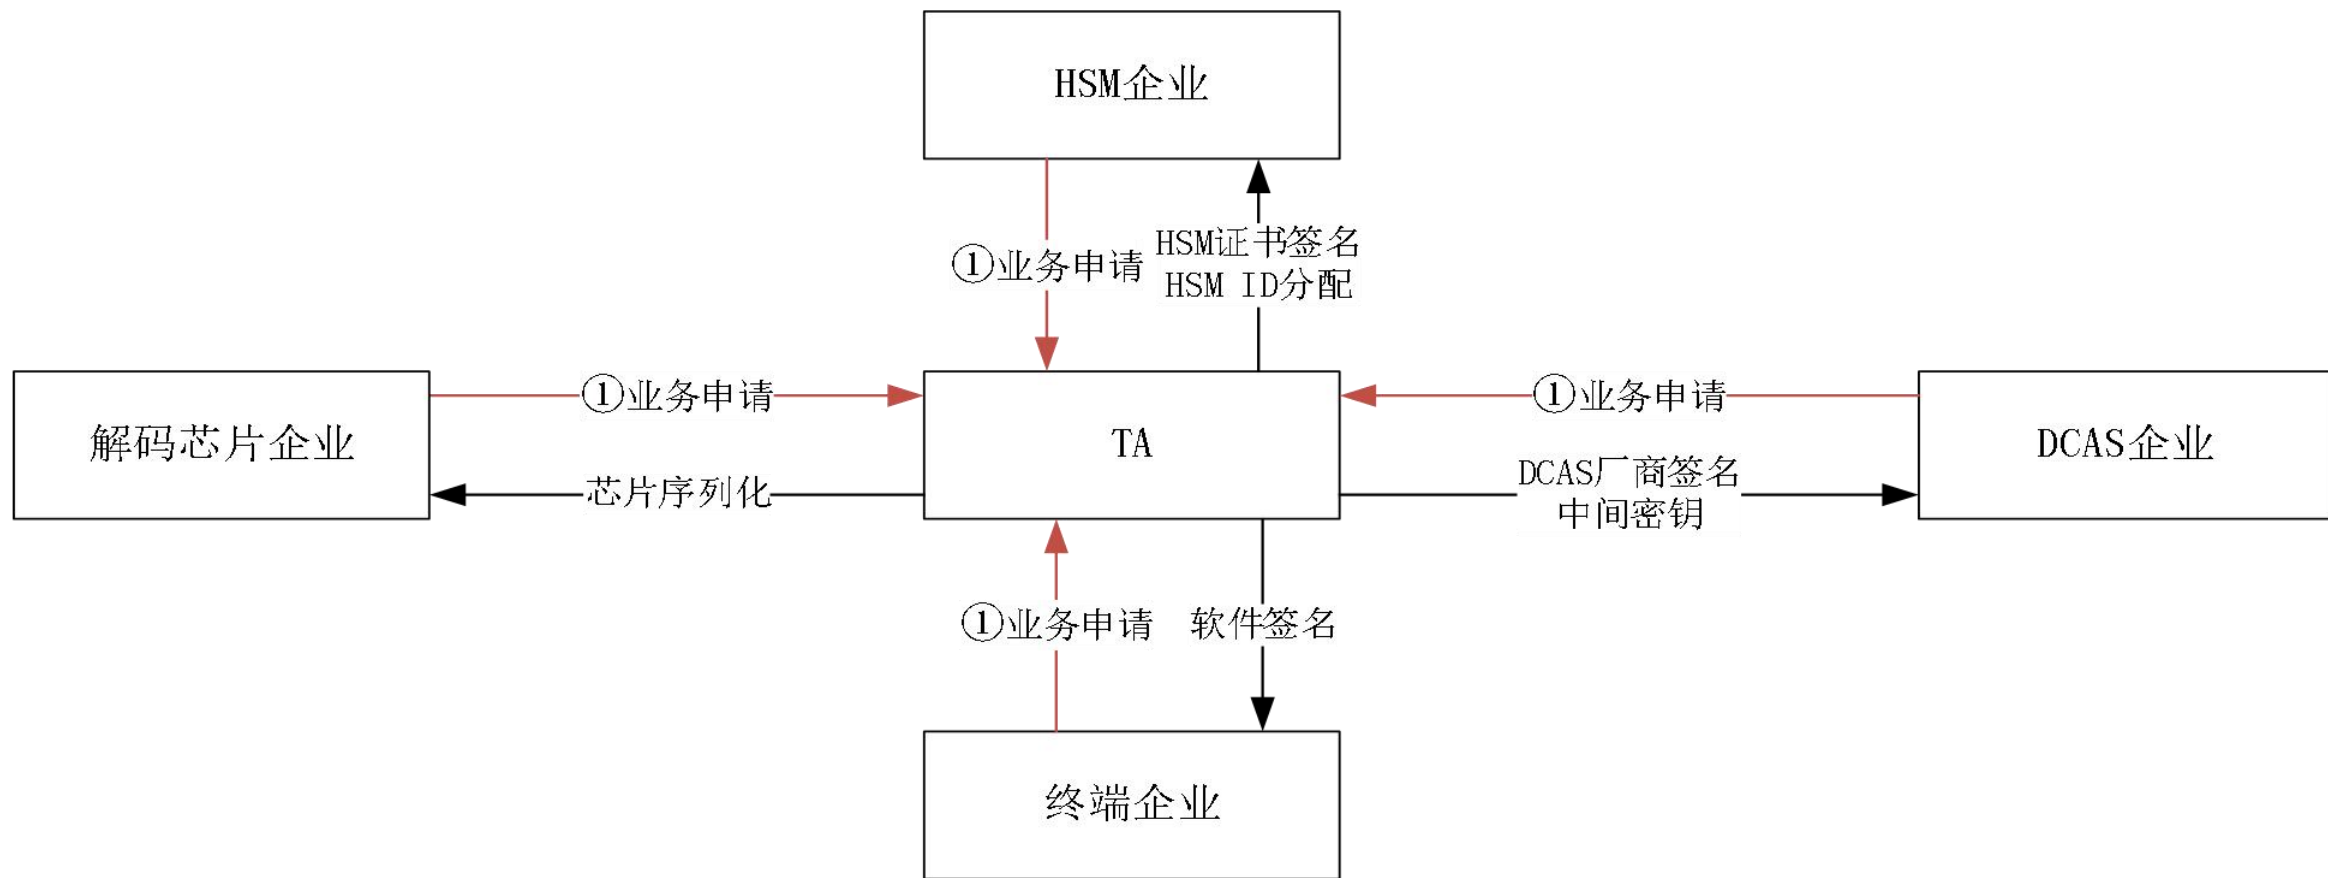 HSM企业
①业务申请
HSM证书签名
HSM ID分配
①业务申请
①业务申请
解码芯片企业
TA
DCAS企业
芯片序列化
DCAS厂商签名
中间密钥
①业务申请
软件签名
终端企业